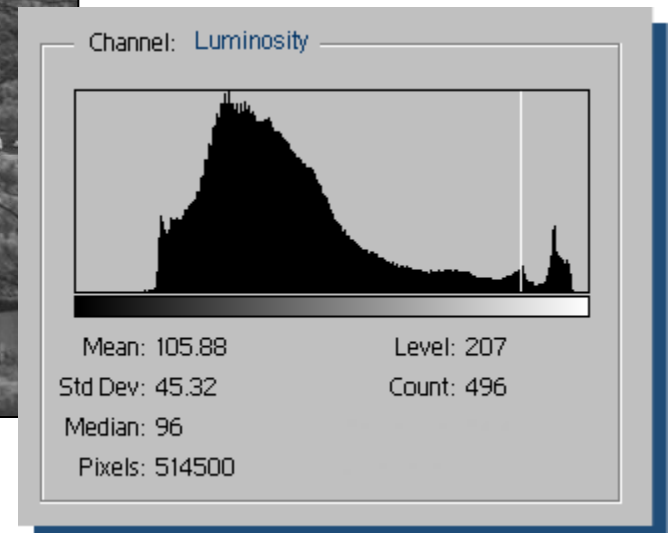 Channel: Luminosity
Mean: 105.88 Level: 207
Std Dev: 45.32 Count: 496
Median: 96
Pixels: 514500